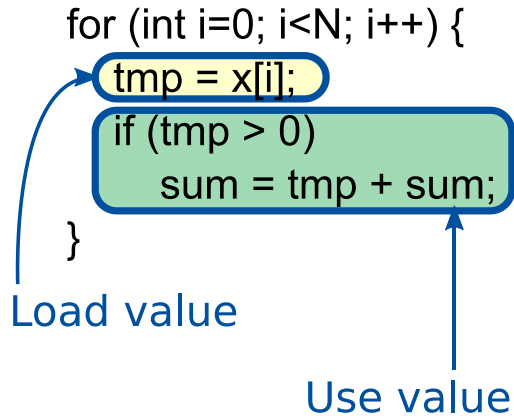 for (int i=0; i<N; i++) {
tmp = x[i];
if (tmp > 0)
sum = tmp + sum;
}
Load value
Use value